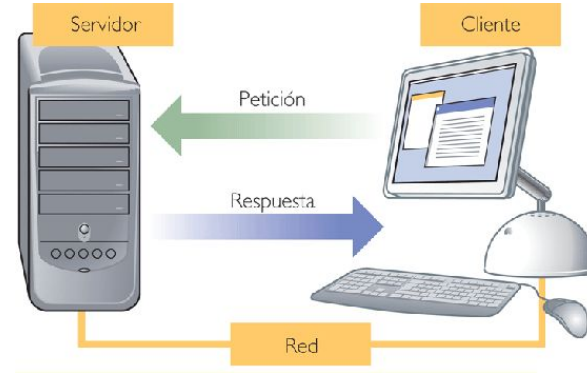 Servidor
Cliente
Petición
Respuesta
Red